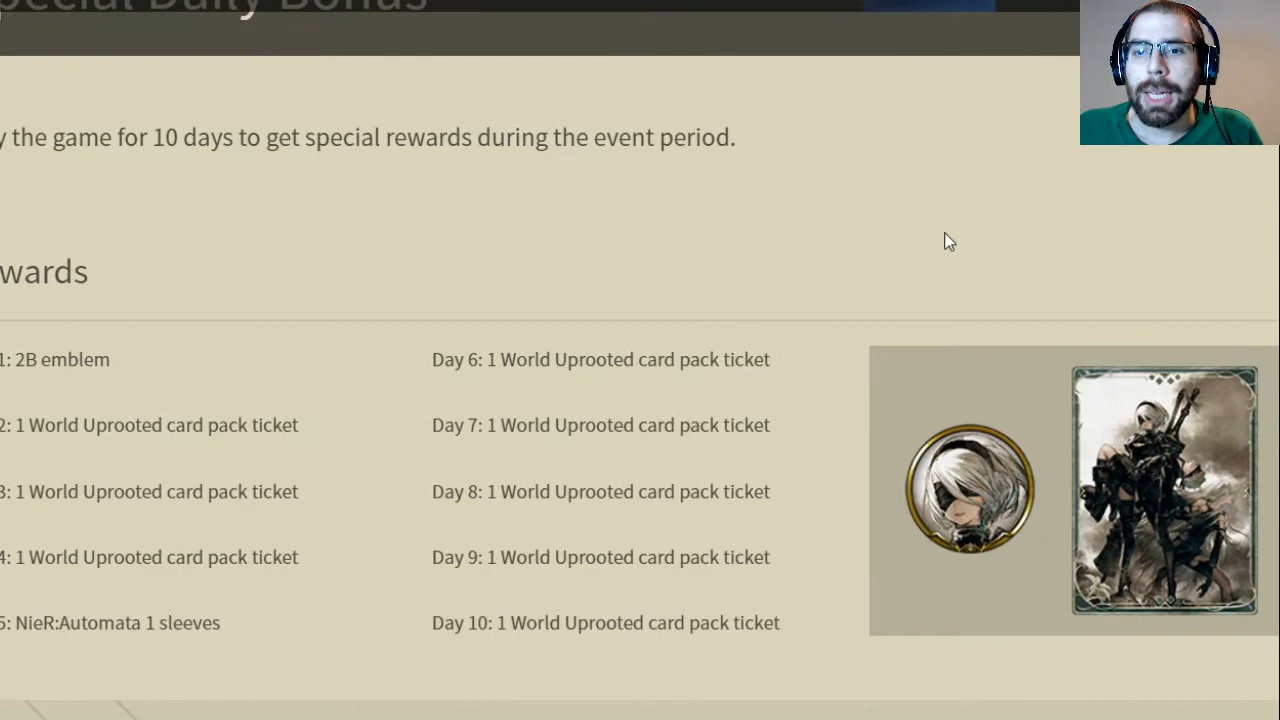 pecial Daily Bonus
y the game for 10 days to get special rewards during the event period.
wards
1: 2B emblem
2: 1 World Uprooted card pack ticket
3: 1 World Uprooted card pack ticket
4: 1 World Uprooted card pack ticket
5: NieR:Automata 1 sleeves
Day 6: 1 World Uprooted card pack ticket
Day 7: 1 World Uprooted card pack ticket
Day 8: 1 World Uprooted card pack ticket
Day 9: 1 World Uprooted card pack ticket
Day 10: 1 World Uprooted card pack ticket